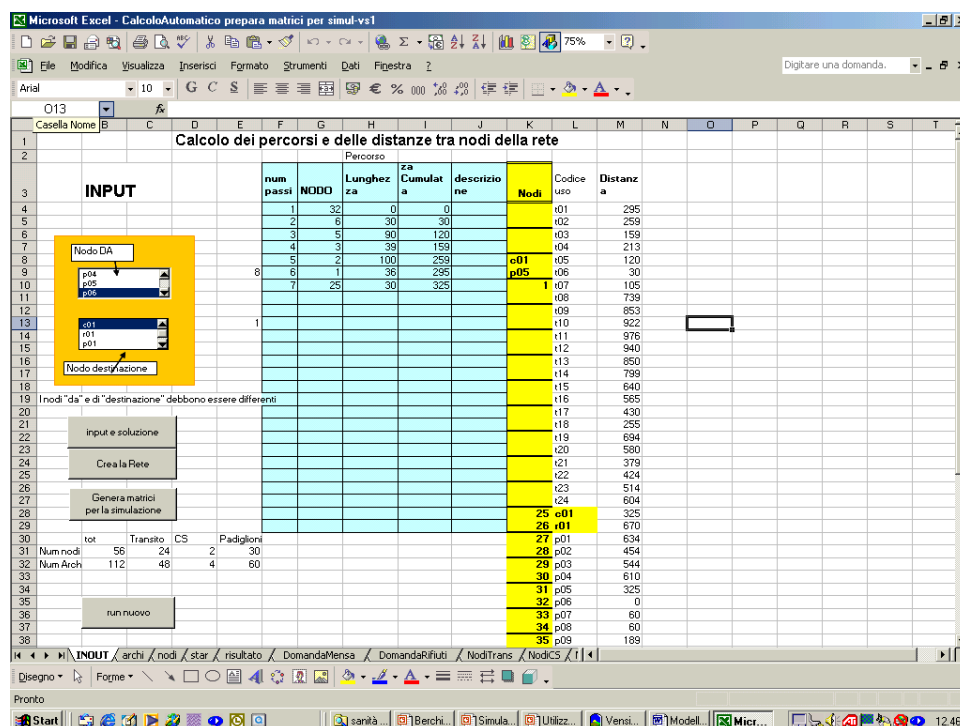 Microsoft Excel - CalcoloAutomatico prepara matrici per simul-vs1
75%
File Modifica Visualizza Inserisci Formato Strumenti Dati Finestra ?
Digitare una domanda.
Arial 10 G C S € % 000
O13 fx
Casella Nome B C D E F G H I J K L M N O P Q R S T
1 Calcolo dei percorsi e delle distanze tra nodi della rete
2 Percorso
3 INPUT num passi NODO Lunghez za za Cumulat a descrizio ne Nodi Codice uso Distanz a
4 1 32 0 0 t01 295
5 2 6 30 30 t02 259
6 3 5 90 120 t03 159
7 4 3 39 159 t04 213
Nodo DA
8 5 2 100 259 c01 t05 120
9 p04 8 6 1 36 295 p05 t06 30
p05
10 p06 7 25 30 325 1 t07 105
11 t08 739
12 t09 853
13 c01 1 t10 922
14 r01 t11 976
15 p01 t12 940
16 t13 850
17 Nodo destinazione t14 799
18 t15 640
19 I nodi "da" e di "destinazione" debbono essere differenti t16 565
20 t17 430
21 input e soluzione t18 255
22 t19 694
23 t20 580
24 Crea la Rete t21 379
25 t22 424
26 t23 514
27 Genera matrici per la simulazione t24 604
28 25 c01 325
29 26 r01 670
30 tot Transito CS Padiglioni 27 p01 634
31 Num nodi 56 24 2 30 28 p02 454
32 Num Arch 112 48 4 60 29 p03 544
33 30 p04 610
34 31 p05 325
35 32 p06 0
36 run nuovo 33 p07 60
37 34 p08 60
38 35 p09 189
INOUT archi nodi star risultato DomandaMensa DomandaRifiuti NodiTrans NodiCS
Disegno Forme
Pronto
Start sanità ... Berchi... Simula... Utilizz... Vensi... Modell... Micr... 12.40